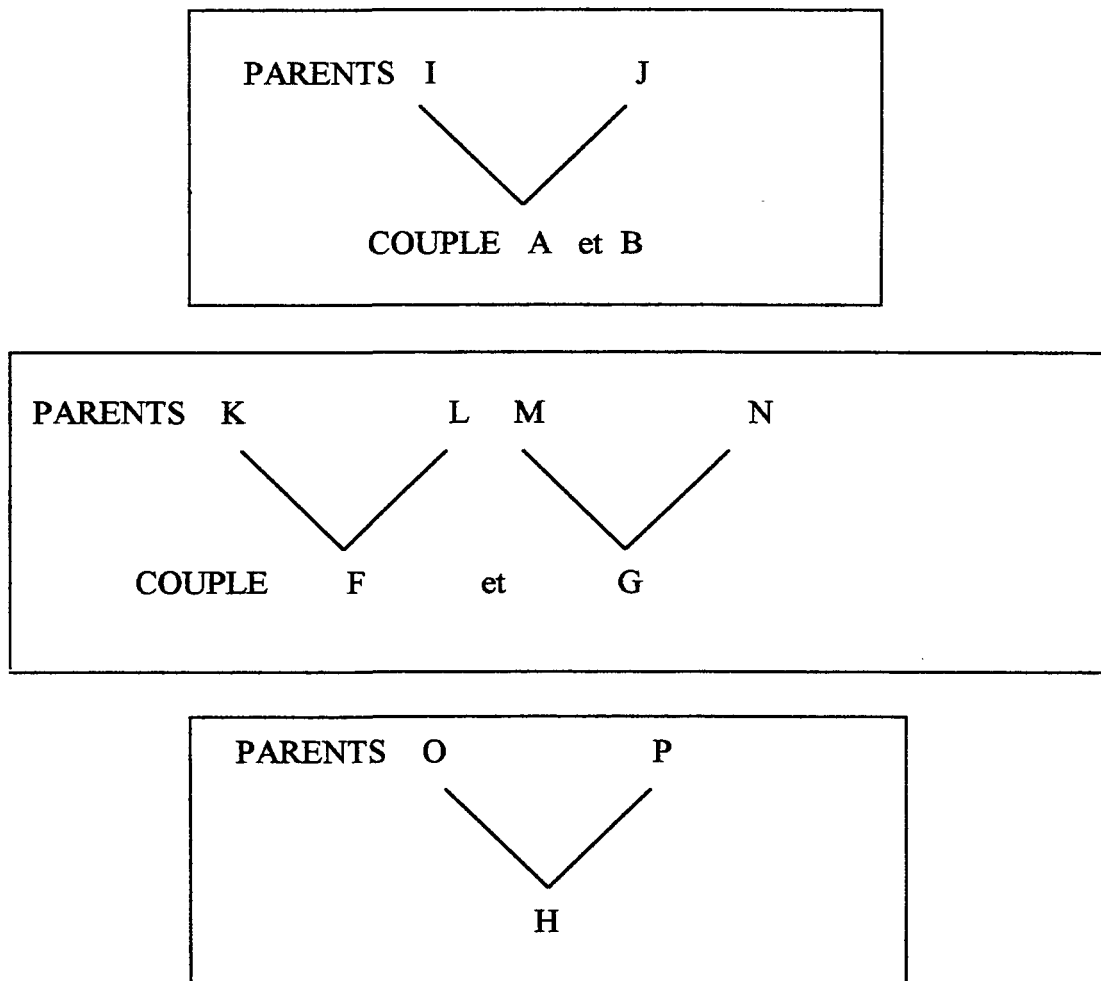 PARENTS I J
COUPLE A et B
PARENTS K L M N
COUPLE F et G
PARENTS O P
H